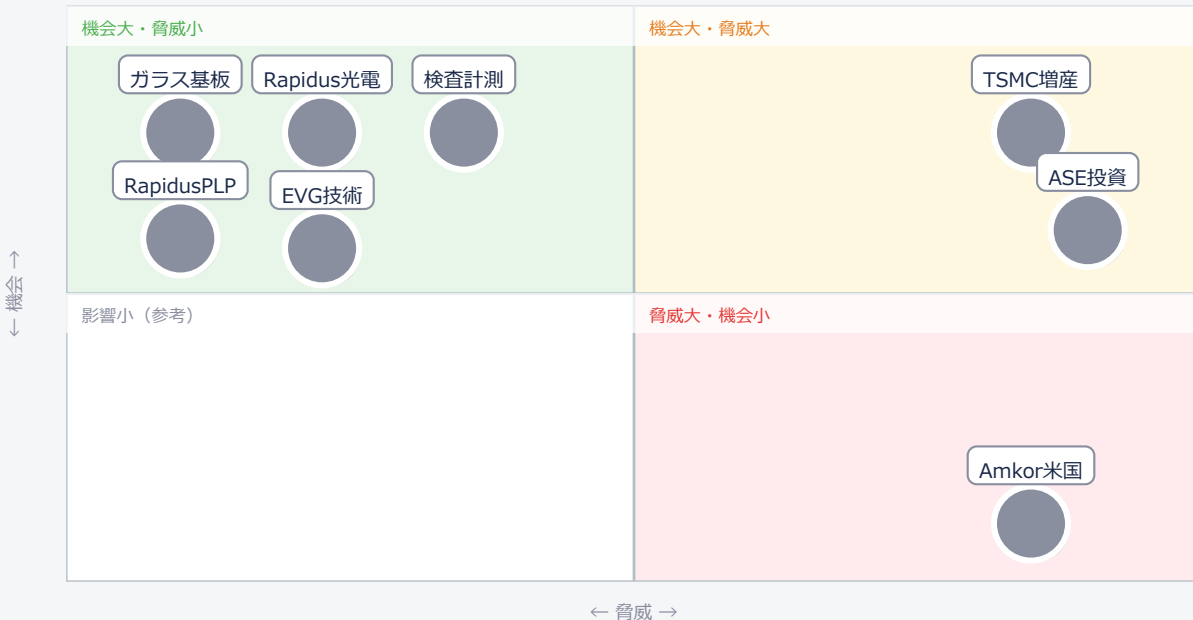 機会大・脅威小
機会大・脅威大
ガラス基板
Rapidus光電
検査計測
TSMC増産
RapidusPLP
EVG技術
ASE投資
← 機会 →
影響小（参考）
脅威大・機会小
Amkor米国
← 脅威 →